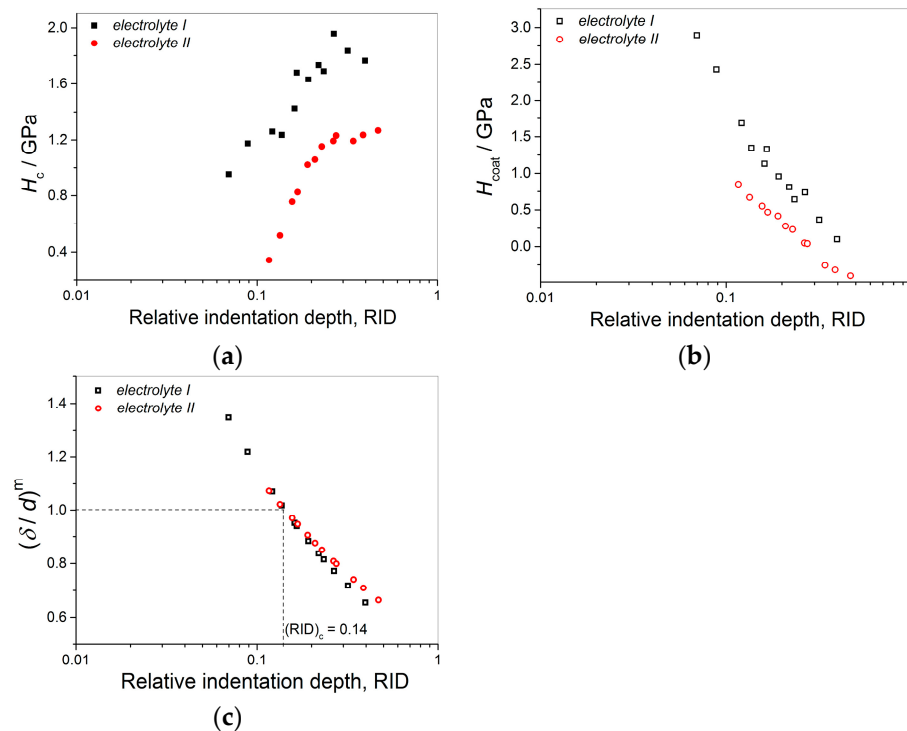 electrolyte I
electrolyte II
2.0
1.6
1.2
0.8
0.4
H_c / GPa
0.01
0.1
1
Relative indentation depth, RID
(a)
electrolyte I
electrolyte II
3.0
2.5
2.0
1.5
1.0
0.5
0.0
H_coat / GPa
0.01
0.1
Relative indentation depth, RID
(b)
electrolyte I
electrolyte II
1.4
1.2
1.0
0.8
0.6
(δ / d)^m
(RID)_c = 0.14
0.01
0.1
1
Relative indentation depth, RID
(c)